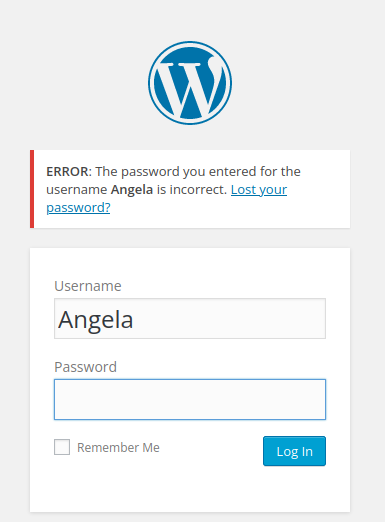 ERROR: The password you entered for the
username Angela is incorrect. Lost your
password?
Username
Angela
Password
Remember Me
Log In